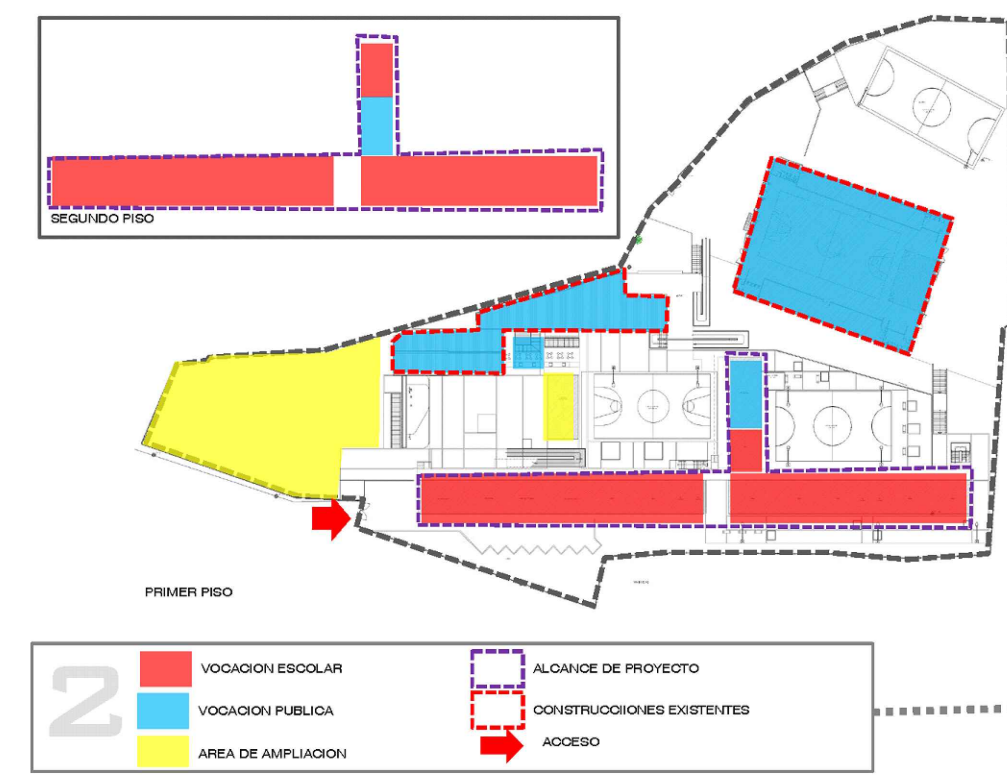 SEGUNDO PISO
PRIMER PISO
2
VOCACION ESCOLAR
VOCACION PUBLICA
AREA DE AMPLIACION
ALCANCE DE PROYECTO
CONSTRUCCIIONES EXISTENTES
ACCESO